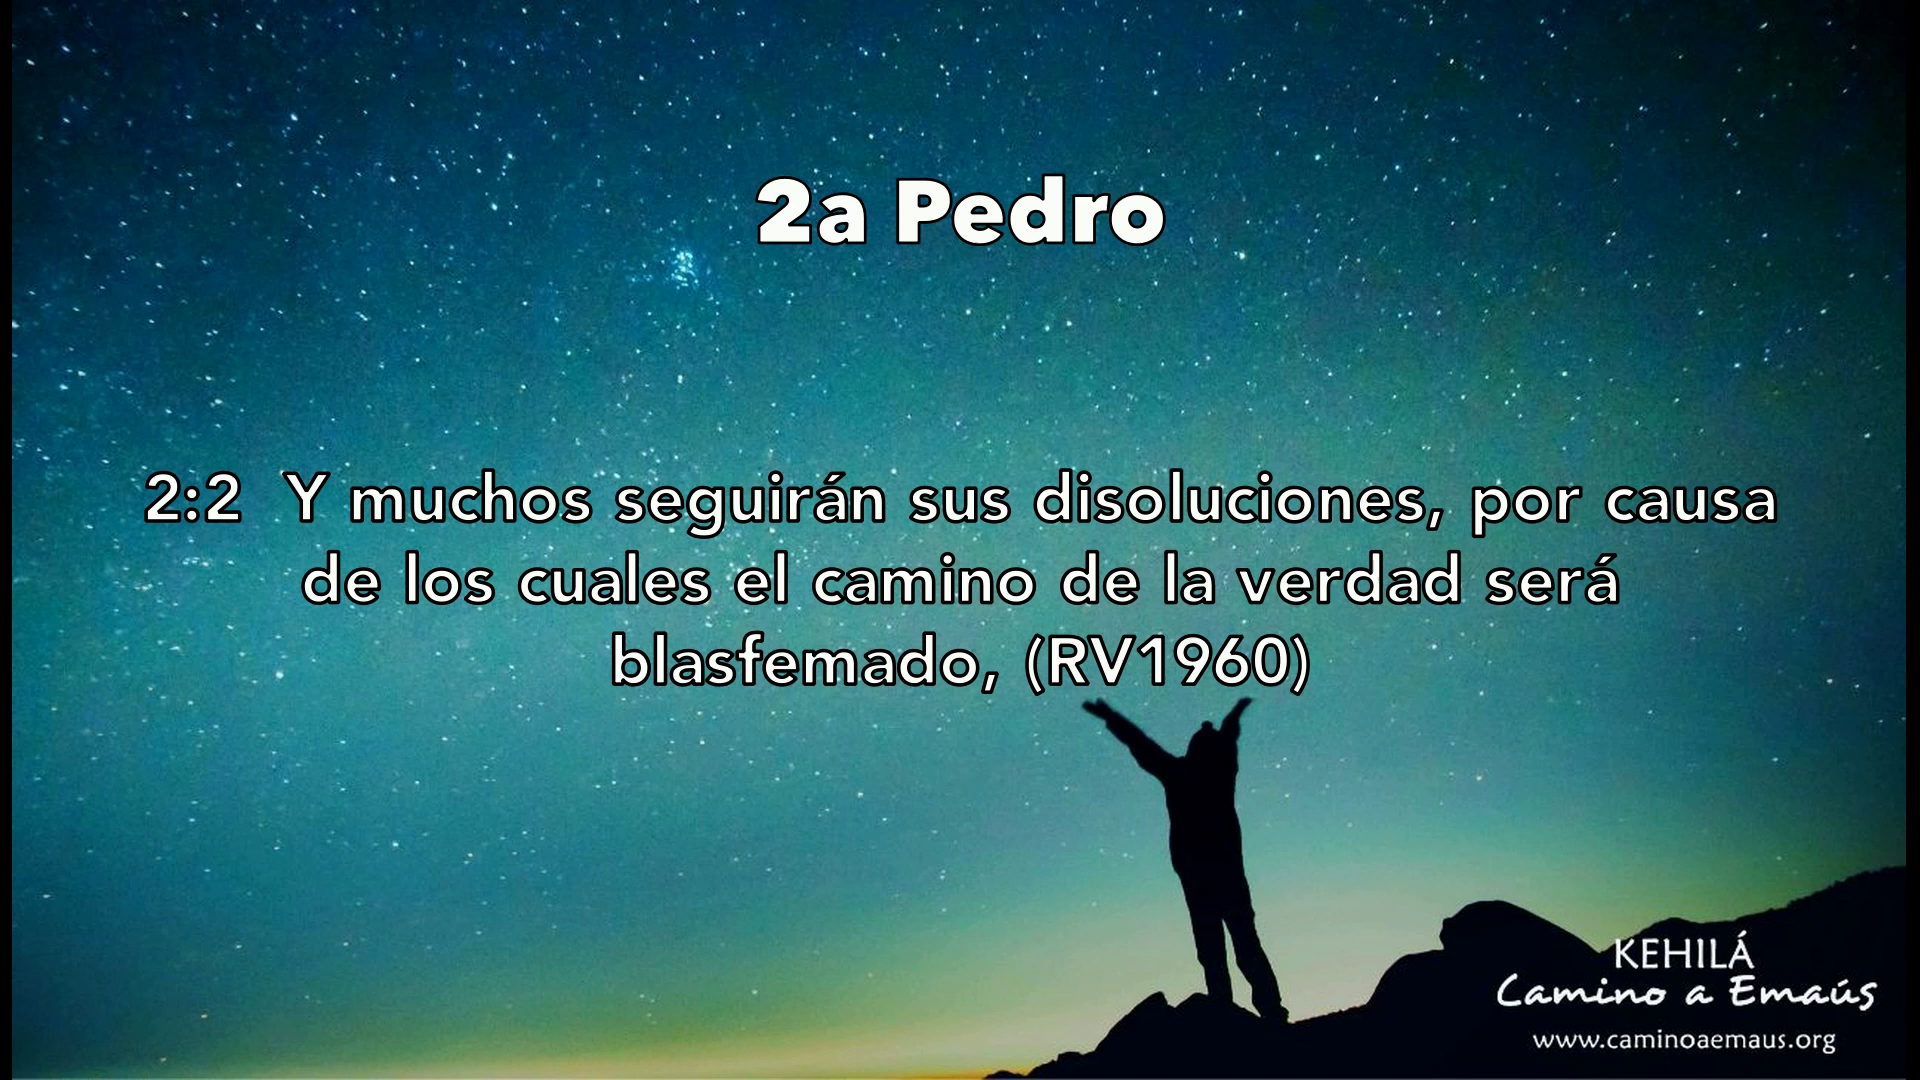 2a Pedro
2:2 Y muchos seguirán sus disoluciones, por causa
de los cuales el camino de la verdad será
blasfemado, (RV1960)
KEHILÁ
Camino a Emaús
www.caminoaemaus.org